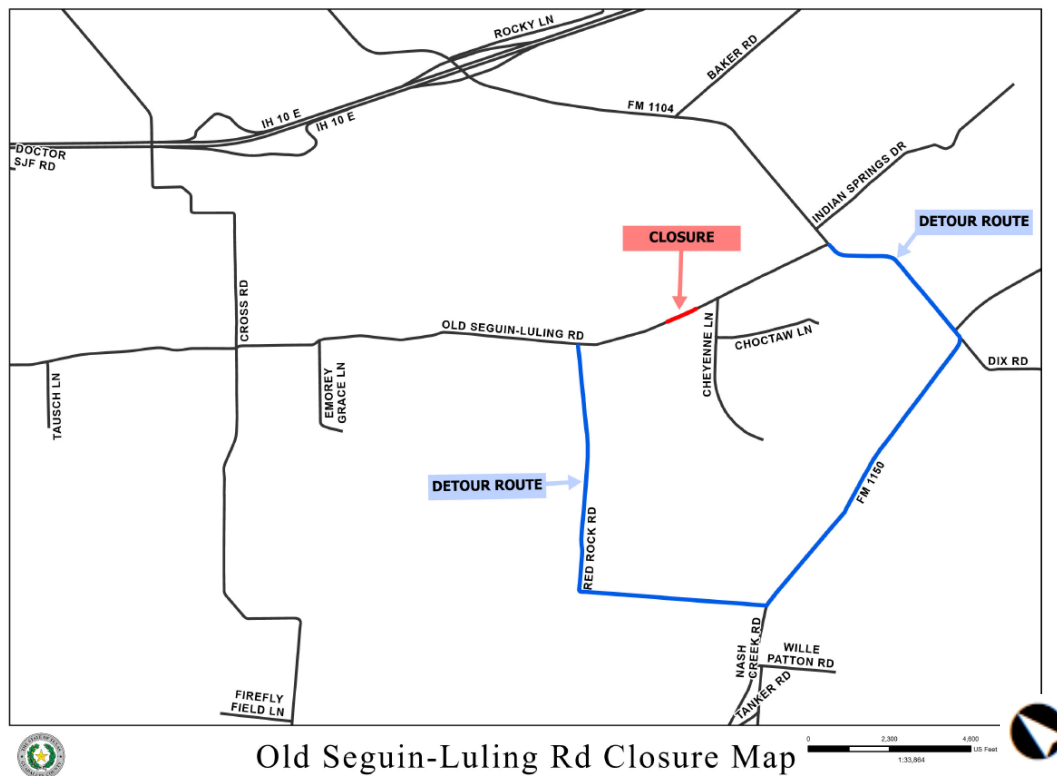 ROCKY LN
BAKER RD
IH 10 E
IH 10 E
FM 1104
DOCTOR
SJF RD
INDIAN SPRINGS DR
DETOUR ROUTE
CLOSURE
CROSS RD
OLD SEGUIN-LULING RD
CHEYENNE LN
CHOCTAW LN
DIX RD
TAUSCH LN
EMOREY
GRACE LN
DETOUR ROUTE
FM 1150
RED ROCK RD
NASH
CREEK RD
WILLE
PATTON RD
TANKER RD
FIREFLY
FIELD LN
Old Seguin-Luling Rd Closure Map
0 2,300 4,600
US Feet
1:33,864